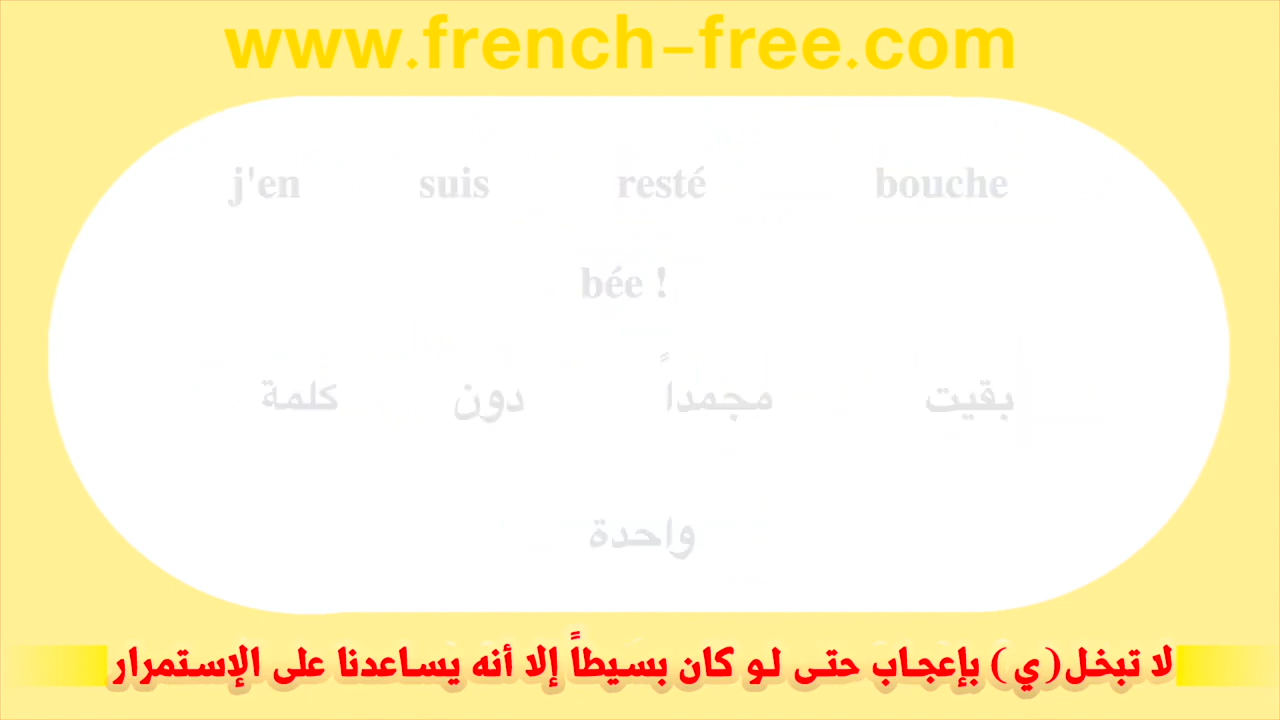 www.french-free.com
j'en suis resté bouche
bée !
بقيت مجمداً دون كلمة
واحدة
لا تبخل(ي) بإعجاب حتى لو كان بسيطاً إلا أنه يساعدنا على الإستمرار